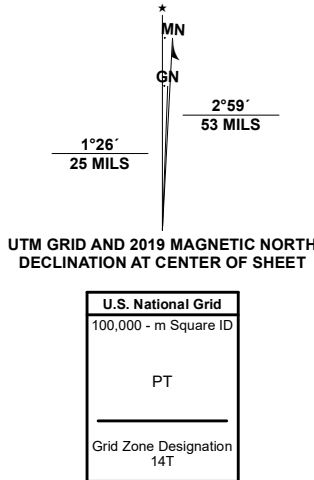 ★
MN
GN
1°26´
25 MILS
2°59´
53 MILS
UTM GRID AND 2019 MAGNETIC NORTH
DECLINATION AT CENTER OF SHEET
U.S. National Grid
100,000 - m Square ID
PT
Grid Zone Designation
14T